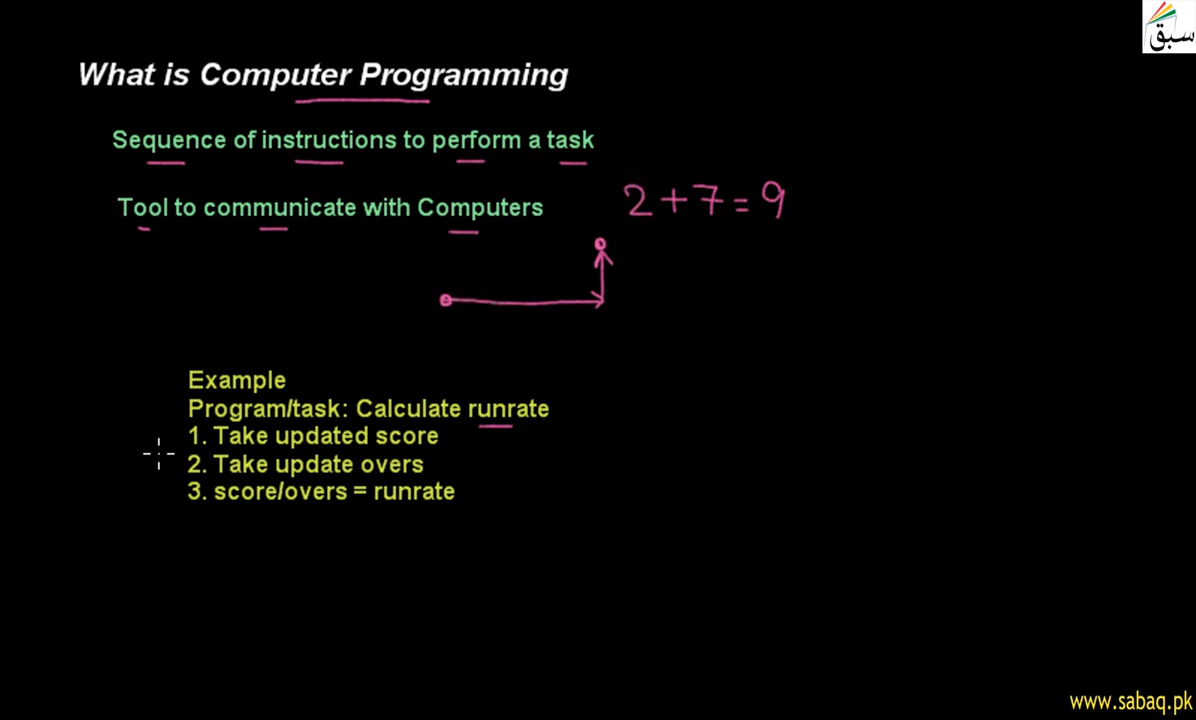 سبق
What is Computer Programming
Sequence of instructions to perform a task
Tool to communicate with Computers
2+7=9
Example
Program/task: Calculate runrate
1. Take updated score
2. Take update overs
3. score/overs = runrate
www.sabaq.pk